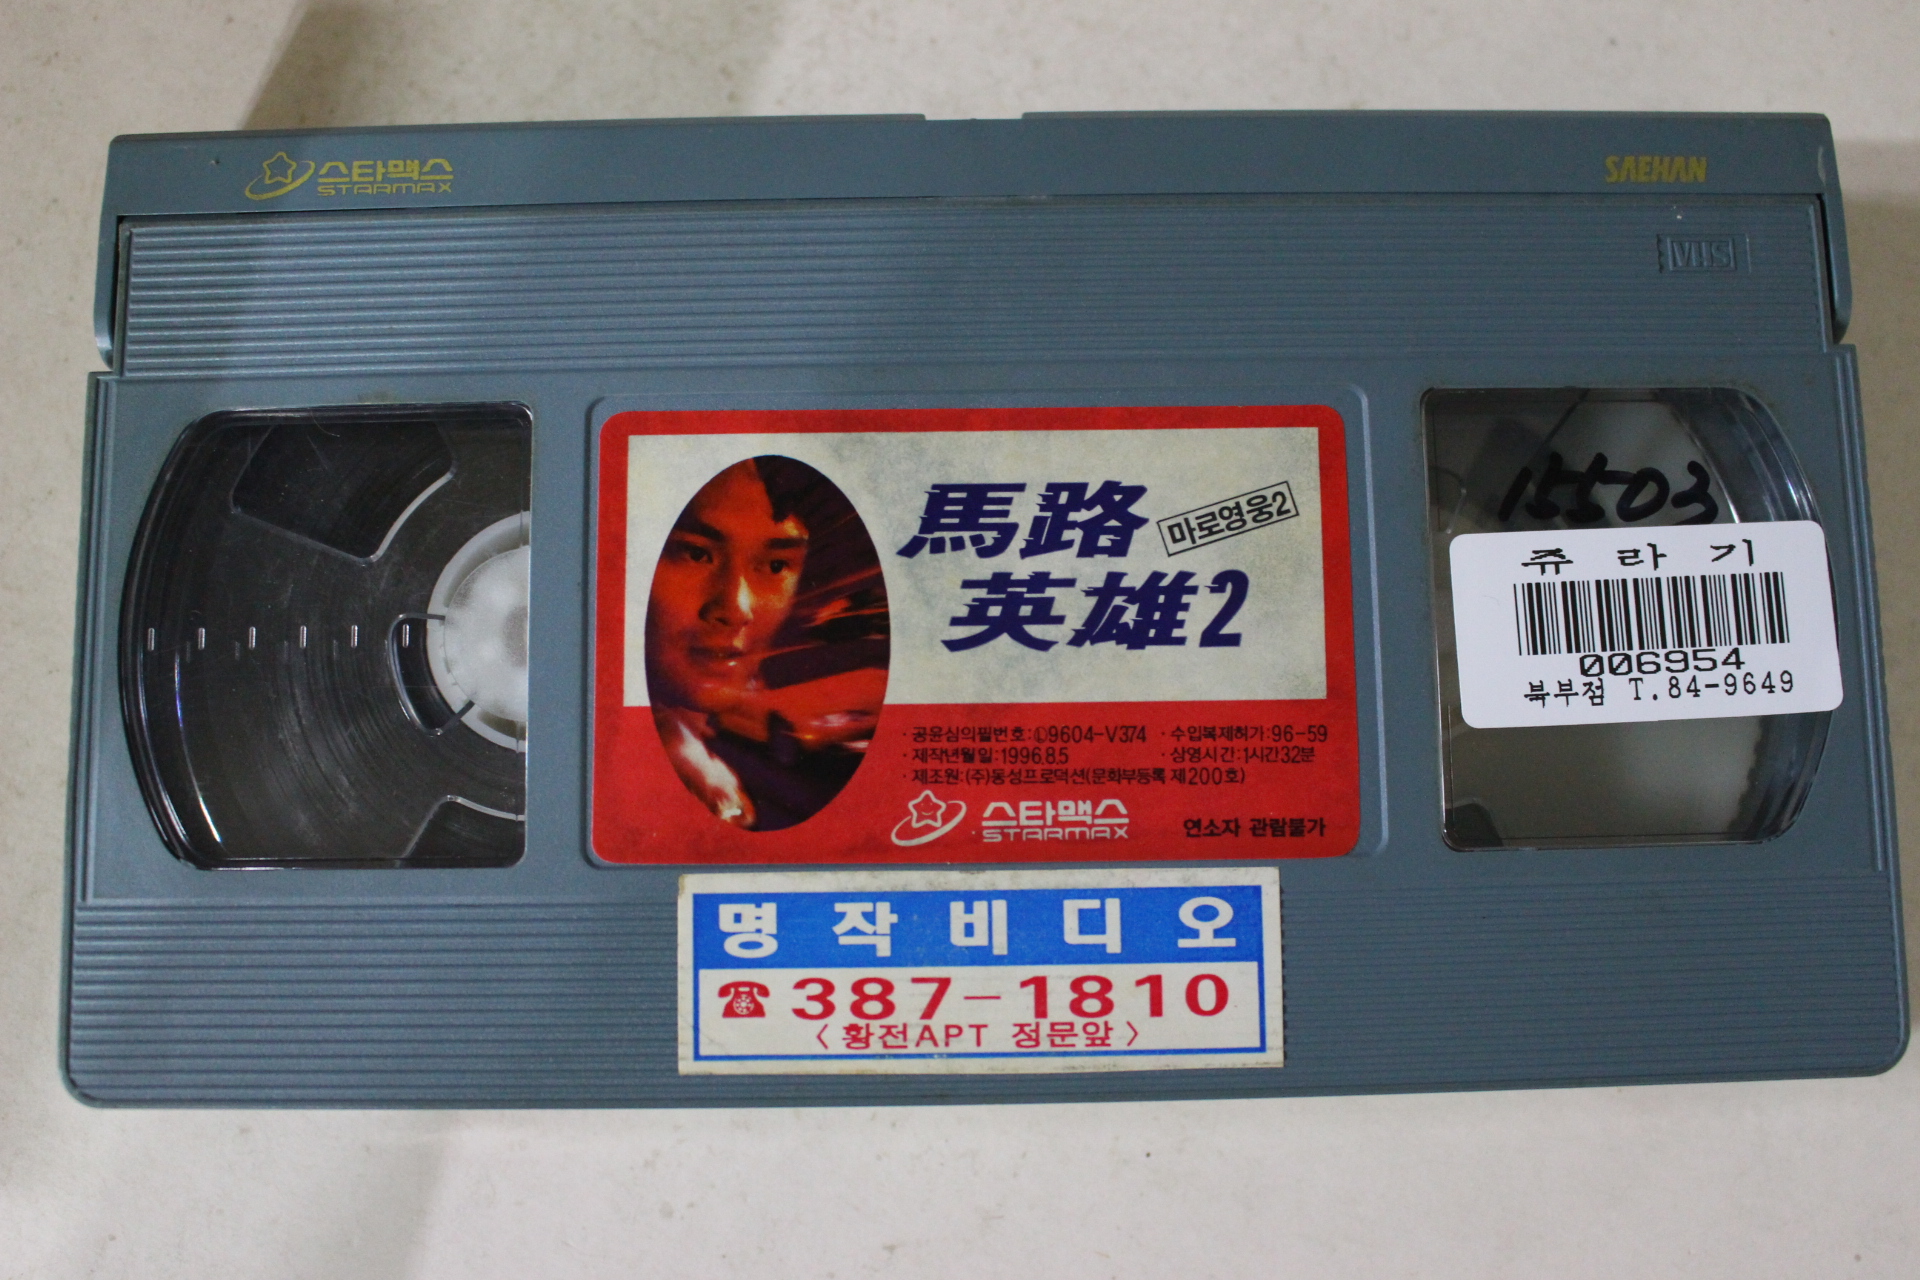 스타맥스
STARMAX
SAEHAN
VHS
馬路
마로영웅2
英雄2
·공윤심의필번호:Ⓛ9604-V374 ·수입복제허가:96-59
·제작년월일:1996.8.5 ·상영시간:1시간32분
·제조원:(주)동성프로덕션(문화부등록 제200호)
스타맥스
STARMAX
연소자 관람불가
15503
쥬라기
006954
북부점 T.84-9649
명작비디오
☎387-1810
〈황전APT 정문앞〉